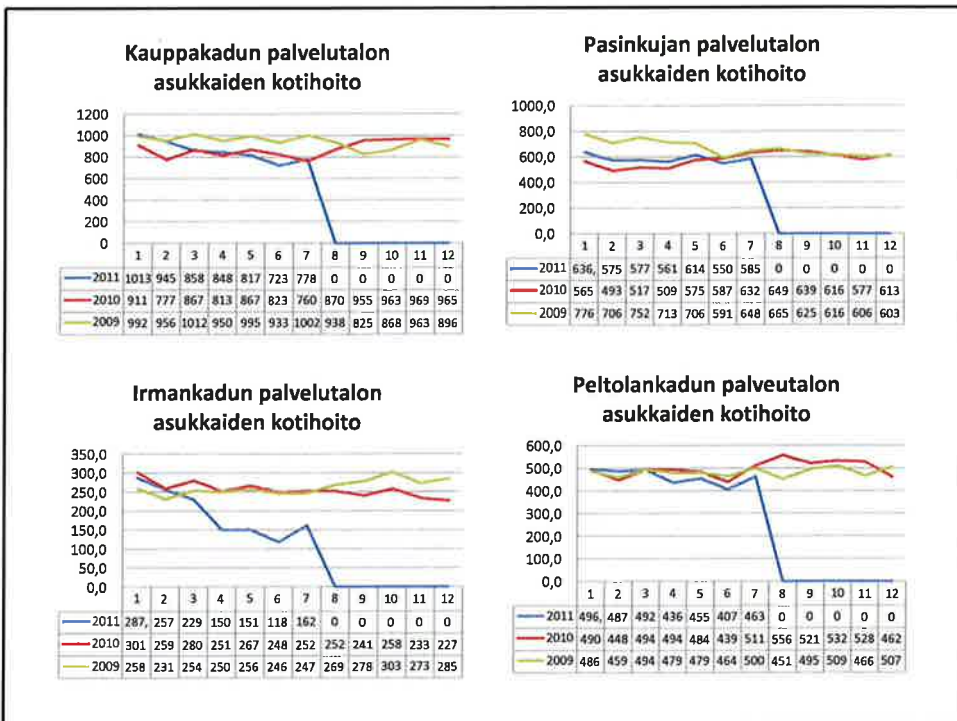 Kauppakadun palvelutalon
asukkaiden kotihoito
1200
1000
800
600
400
200
0
1 2 3 4 5 6 7 8 9 10 11 12
2011 1013 945 858 848 817 723 778 0 0 0 0 0
2010 911 777 867 813 867 823 760 870 955 963 969 965
2009 992 956 1012 950 995 933 1002 938 825 868 963 896
Pasinkujan palvelutalon
asukkaiden kotihoito
1000,0
800,0
600,0
400,0
200,0
0,0
1 2 3 4 5 6 7 8 9 10 11 12
2011 636, 575 577 561 614 550 585 0 0 0 0 0
2010 565 493 517 509 575 587 632 649 639 616 577 613
2009 776 706 752 713 706 591 648 665 625 616 606 603
Irmankadun palvelutalon
asukkaiden kotihoito
350,0
300,0
250,0
200,0
150,0
100,0
50,0
0,0
1 2 3 4 5 6 7 8 9 10 11 12
2011 287, 257 229 150 151 118 162 0 0 0 0 0
2010 301 259 280 251 267 248 252 252 241 258 233 227
2009 258 231 254 250 256 246 247 269 278 303 273 285
Peltolankadun palveutalon
asukkaiden kotihoito
600,0
500,0
400,0
300,0
200,0
100,0
0,0
1 2 3 4 5 6 7 8 9 10 11 12
2011 496, 487 492 436 455 407 463 0 0 0 0 0
2010 490 448 494 494 484 439 511 556 521 532 528 462
2009 486 459 494 479 479 464 500 451 495 509 466 507